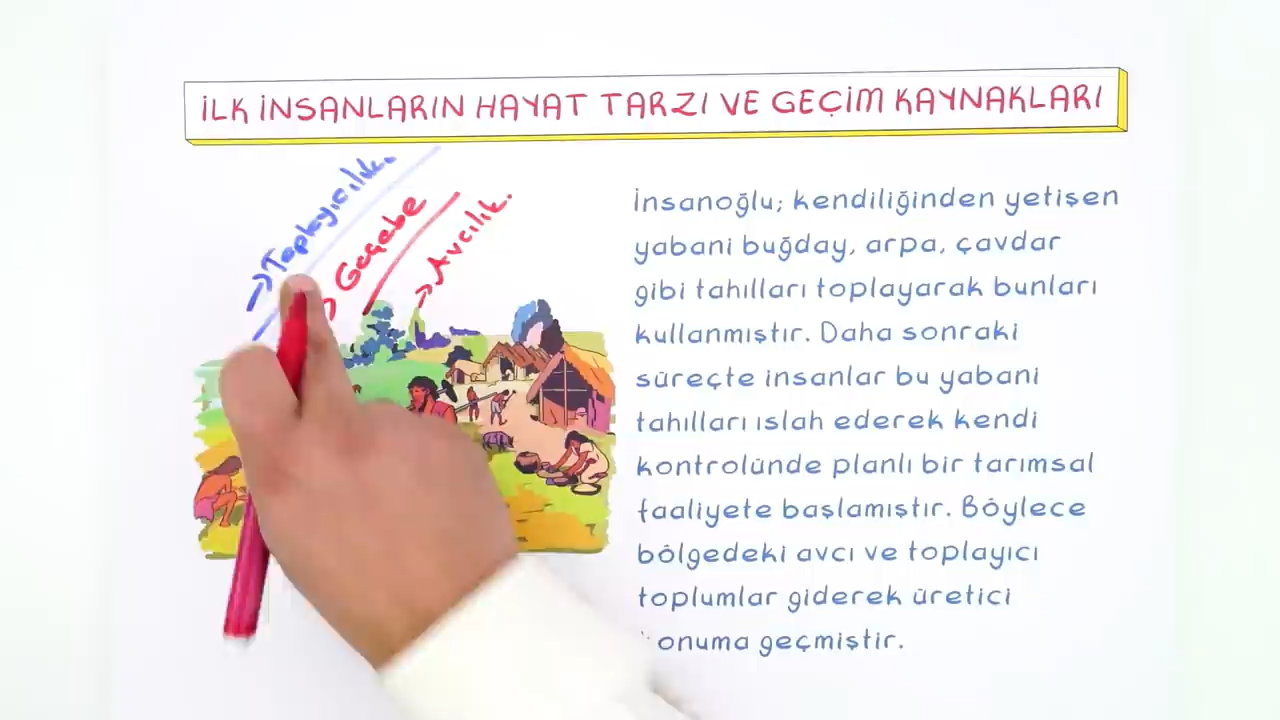 İLK İNSANLARIN HAYAT TARZI VE GEÇİM KAYNAKLARI
→Toplayıcılık.
Göçebe
→Avcılık.
İnsanoğlu; kendiliğinden yetişen
yabani buğday, arpa, çavdar
gibi tahılları toplayarak bunları
kullanmıştır. Daha sonraki
süreçte insanlar bu yabani
tahılları ıslah ederek kendi
kontrolünde planlı bir tarımsal
faaliyete başlamıştır. Böylece
bölgedeki avcı ve toplayıcı
toplumlar giderek üretici
konuma geçmiştir.